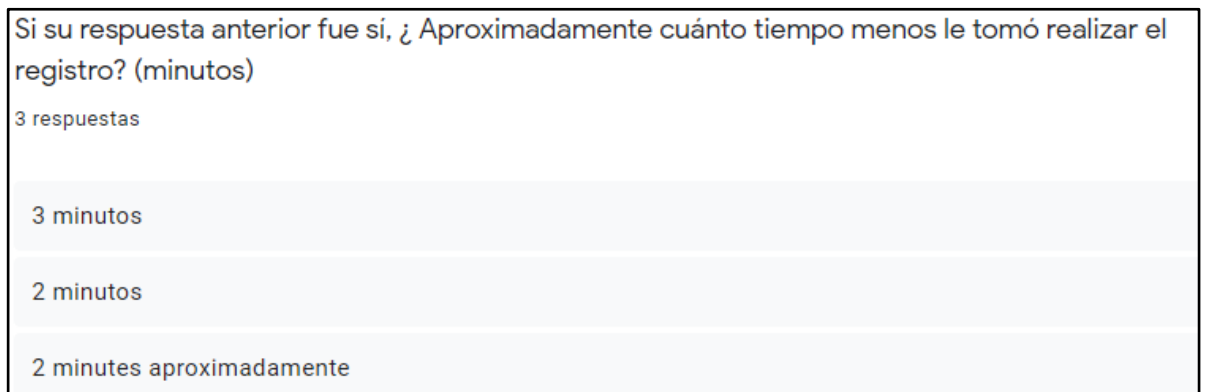 Si su respuesta anterior fue sí, ¿ Aproximadamente cuánto tiempo menos le tomó realizar el
registro? (minutos)
3 respuestas
3 minutos
2 minutos
2 minutes aproximadamente